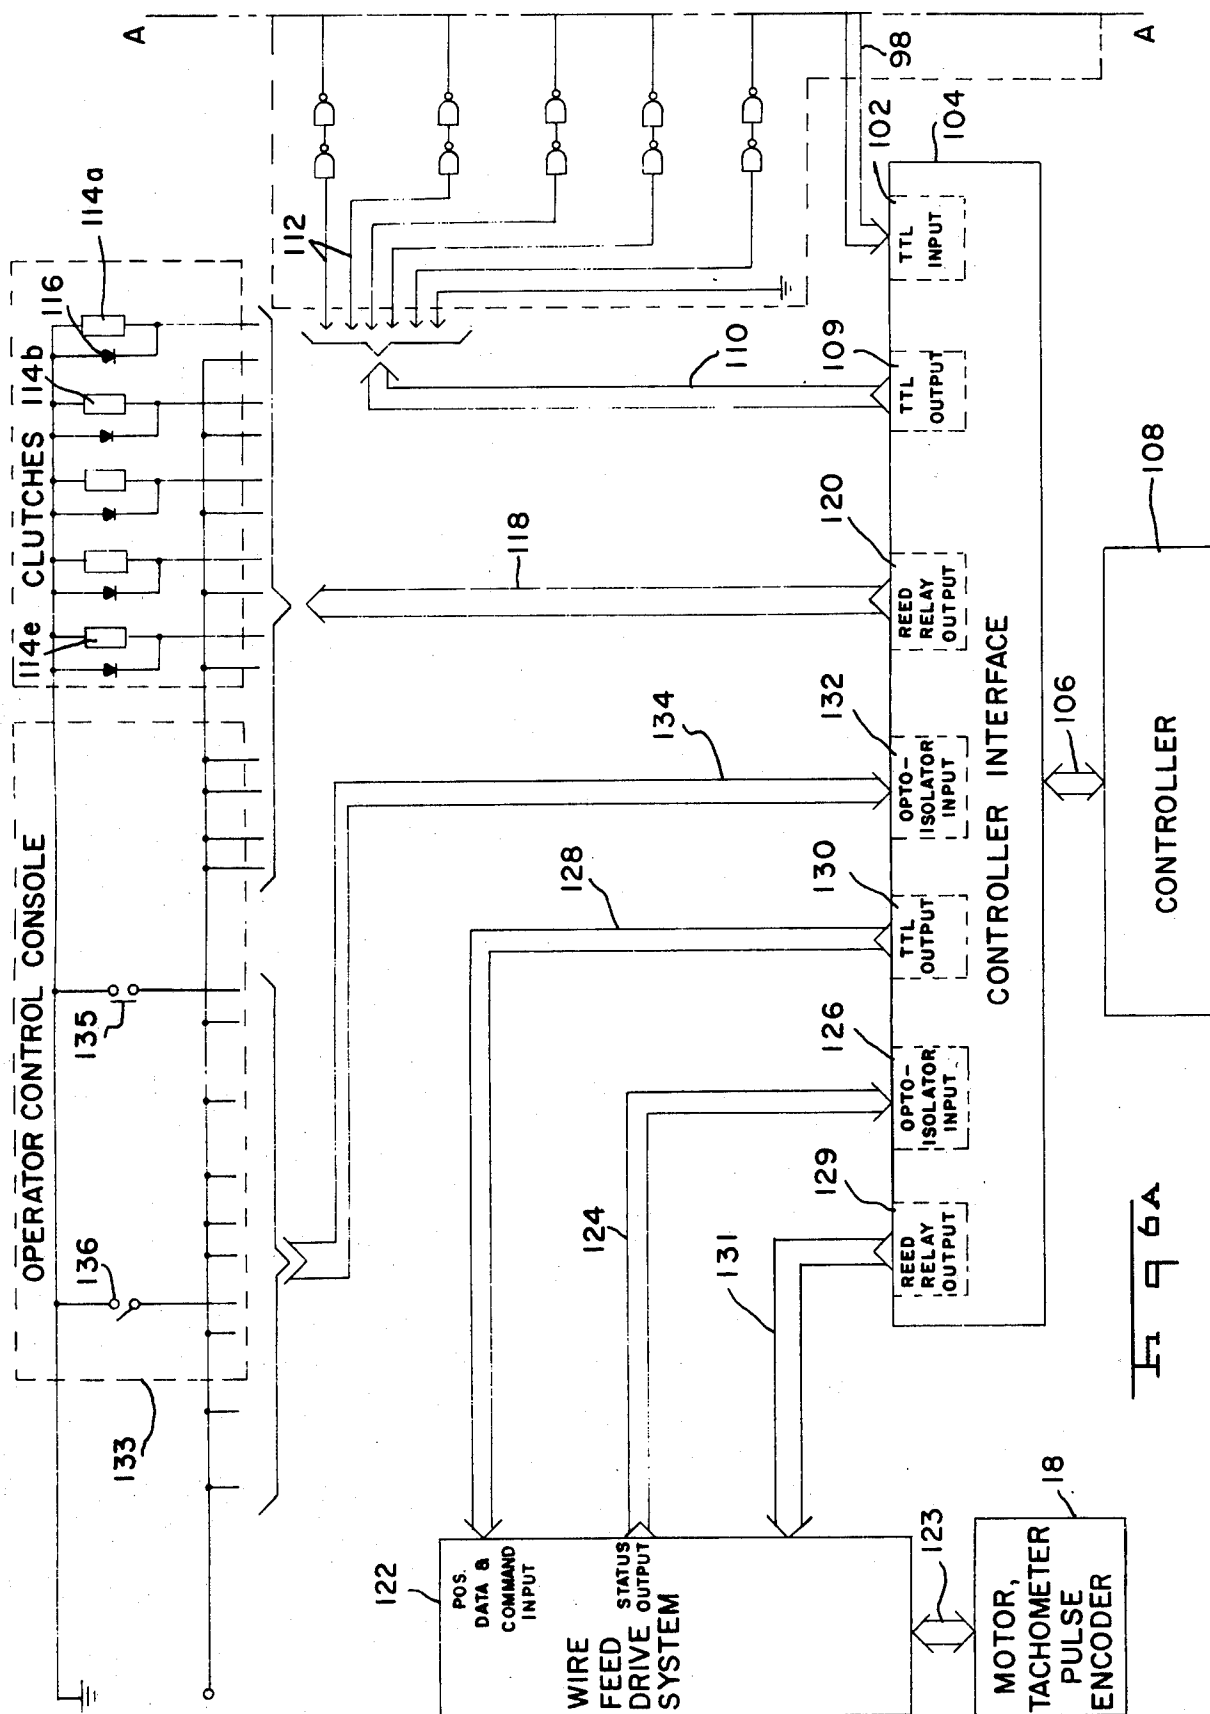 A
A
98
102
104
TTL
INPUT
114a
116
114b
CLUTCHES
114e
112
110
109
TTL
OUTPUT
118
120
REED
RELAY
OUTPUT
108
106
CONTROLLER
CONTROLLER INTERFACE
134
132
OPTO-
ISOLATOR
INPUT
128
130
TTL
OUTPUT
OPERATOR CONTROL CONSOLE
135
136
133
124
126
OPTO-
ISOLATOR
INPUT
131
129
REED
RELAY
OUTPUT
122
POS.
DATA &
COMMAND
INPUT
STATUS
OUTPUT
WIRE
FEED
DRIVE
SYSTEM
123
18
MOTOR,
TACHOMETER
PULSE
ENCODER
6A